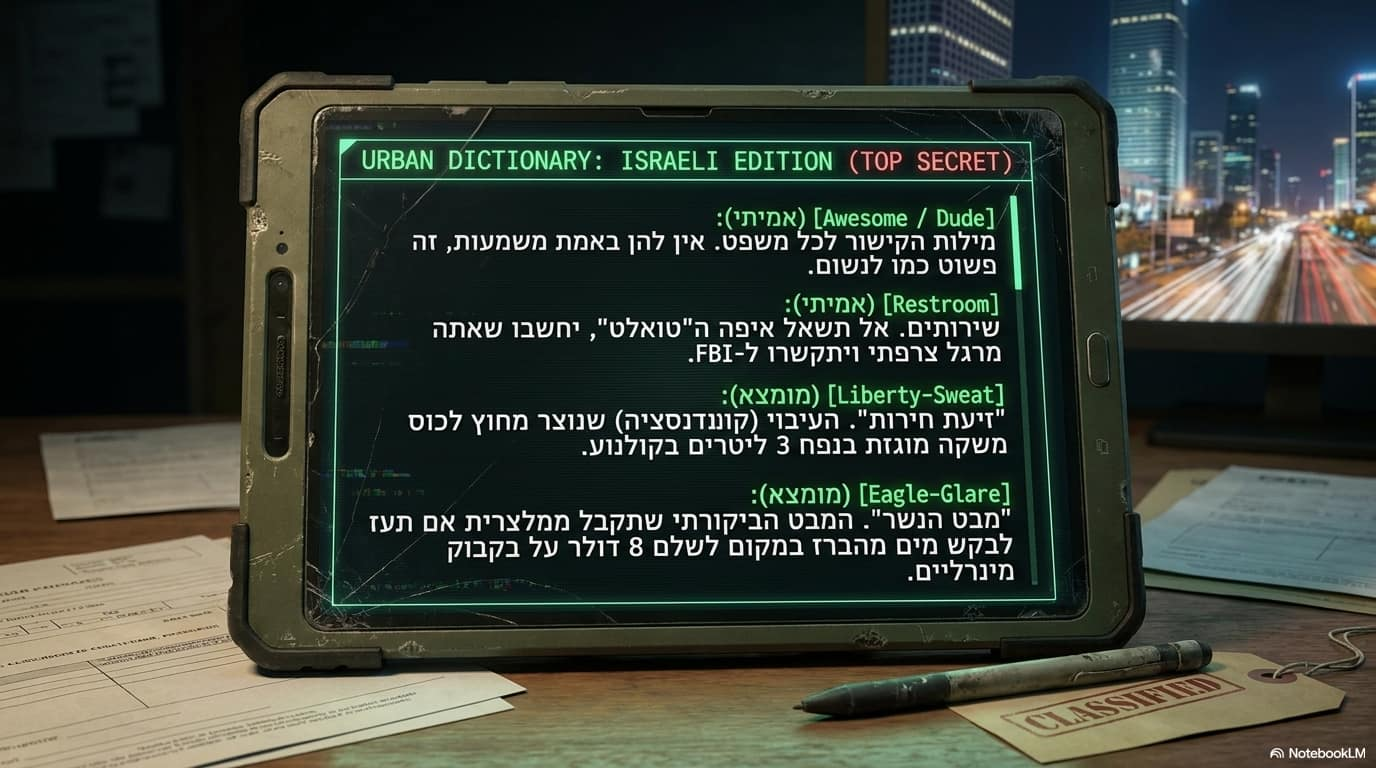 URBAN DICTIONARY: ISRAELI EDITION (TOP SECRET)
[Awesome / Dude] (אמיתי):
מילות הקישור לכל משפט. אין להן באמת משמעות, זה
פשוט כמו לנשום.
[Restroom] (אמיתי):
שירותים. אל תשאל איפה ה"טואלט", יחשבו שאתה
מרגל צרפתי ויתקשרו ל-FBI.
[Liberty-Sweat] (מומצא):
"זיעת חירות". העיבוי (קונדנסציה) שנוצר מחוץ לכוס
משקה מוגזת בנפח 3 ליטרים בקולנוע.
[Eagle-Glare] (מומצא):
"מבט הנשר". המבט הביקורתי שתקבל ממלצרית אם תעז
לבקש מים מהברז במקום לשלם 8 דולר על בקבוק
מינרליים.
CLASSIFIED
NotebookLM